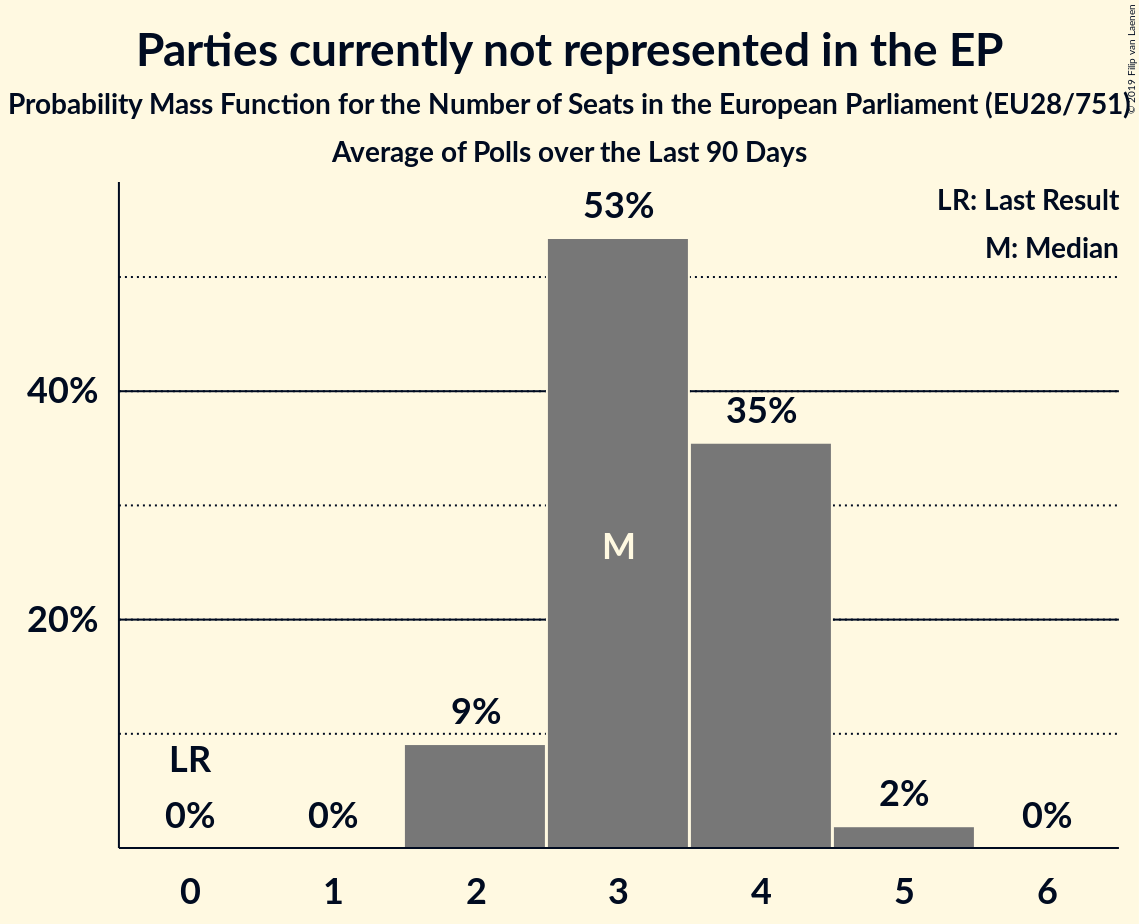 Parties currently not represented in the EP
Probability Mass Function for the Number of Seats in the European Parliament (EU28/751)
Average of Polls over the Last 90 Days
© 2019 Filip van Laenen
LR: Last Result
M: Median
53%
40%
35%
M
20%
9%
LR
0%
0%
2%
0%
0
1
2
3
4
5
6